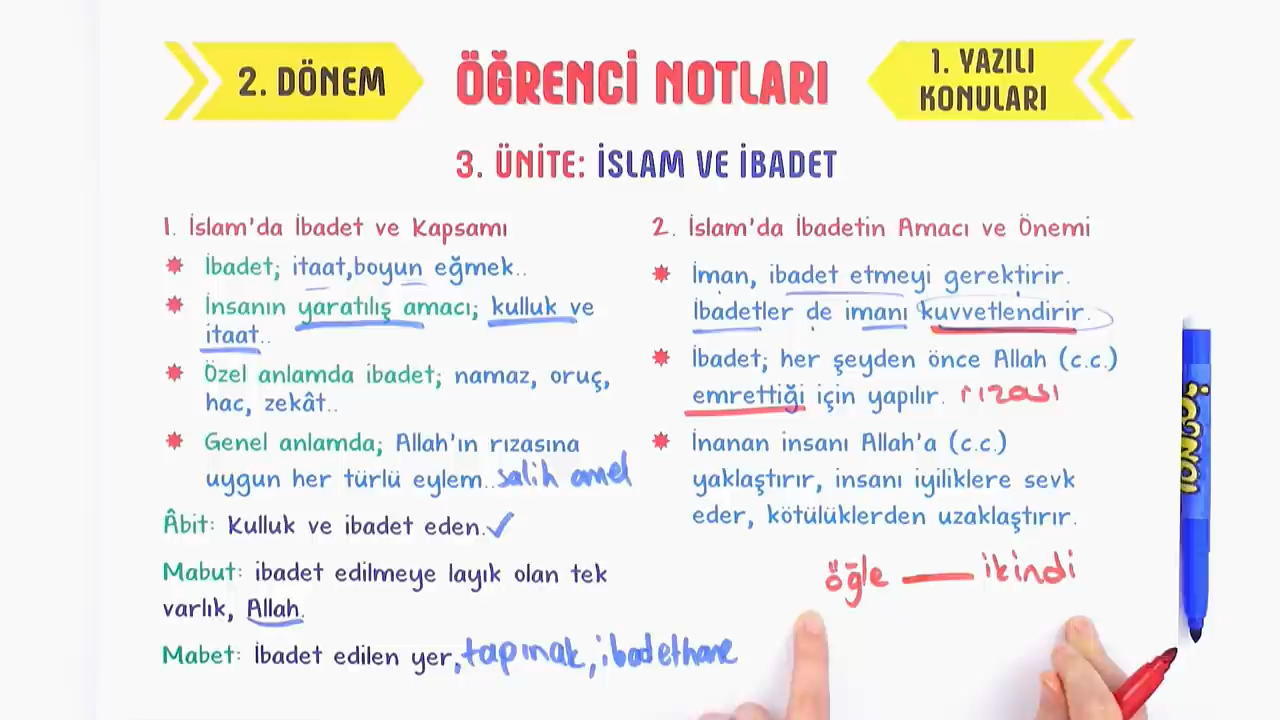 2. DÖNEM
ÖĞRENCİ NOTLARI
1. YAZILI
KONULARI
3. ÜNİTE: İSLAM VE İBADET
1. İslam'da İbadet ve Kapsamı
İbadet; itaat,boyun eğmek..
İnsanın yaratılış amacı; kulluk ve
itaat..
Özel anlamda ibadet; namaz, oruç,
hac, zekât..
Genel anlamda; Allah'ın rızasına
uygun her türlü eylem..salih amel
Âbit: Kulluk ve ibadet eden.
Mabut: ibadet edilmeye layık olan tek
varlık, Allah.
Mabet: İbadet edilen yer,tapınak,ibadethane
2. İslam'da İbadetin Amacı ve Önemi
İman, ibadet etmeyi gerektirir.
İbadetler de imanı kuvvetlendirir.
İbadet; her şeyden önce Allah (c.c.)
emrettiği için yapılır. rızası
İnanan insanı Allah'a (c.c.)
yaklaştırır, insanı iyiliklere sevk
eder, kötülüklerden uzaklaştırır.
öğle — ikindi